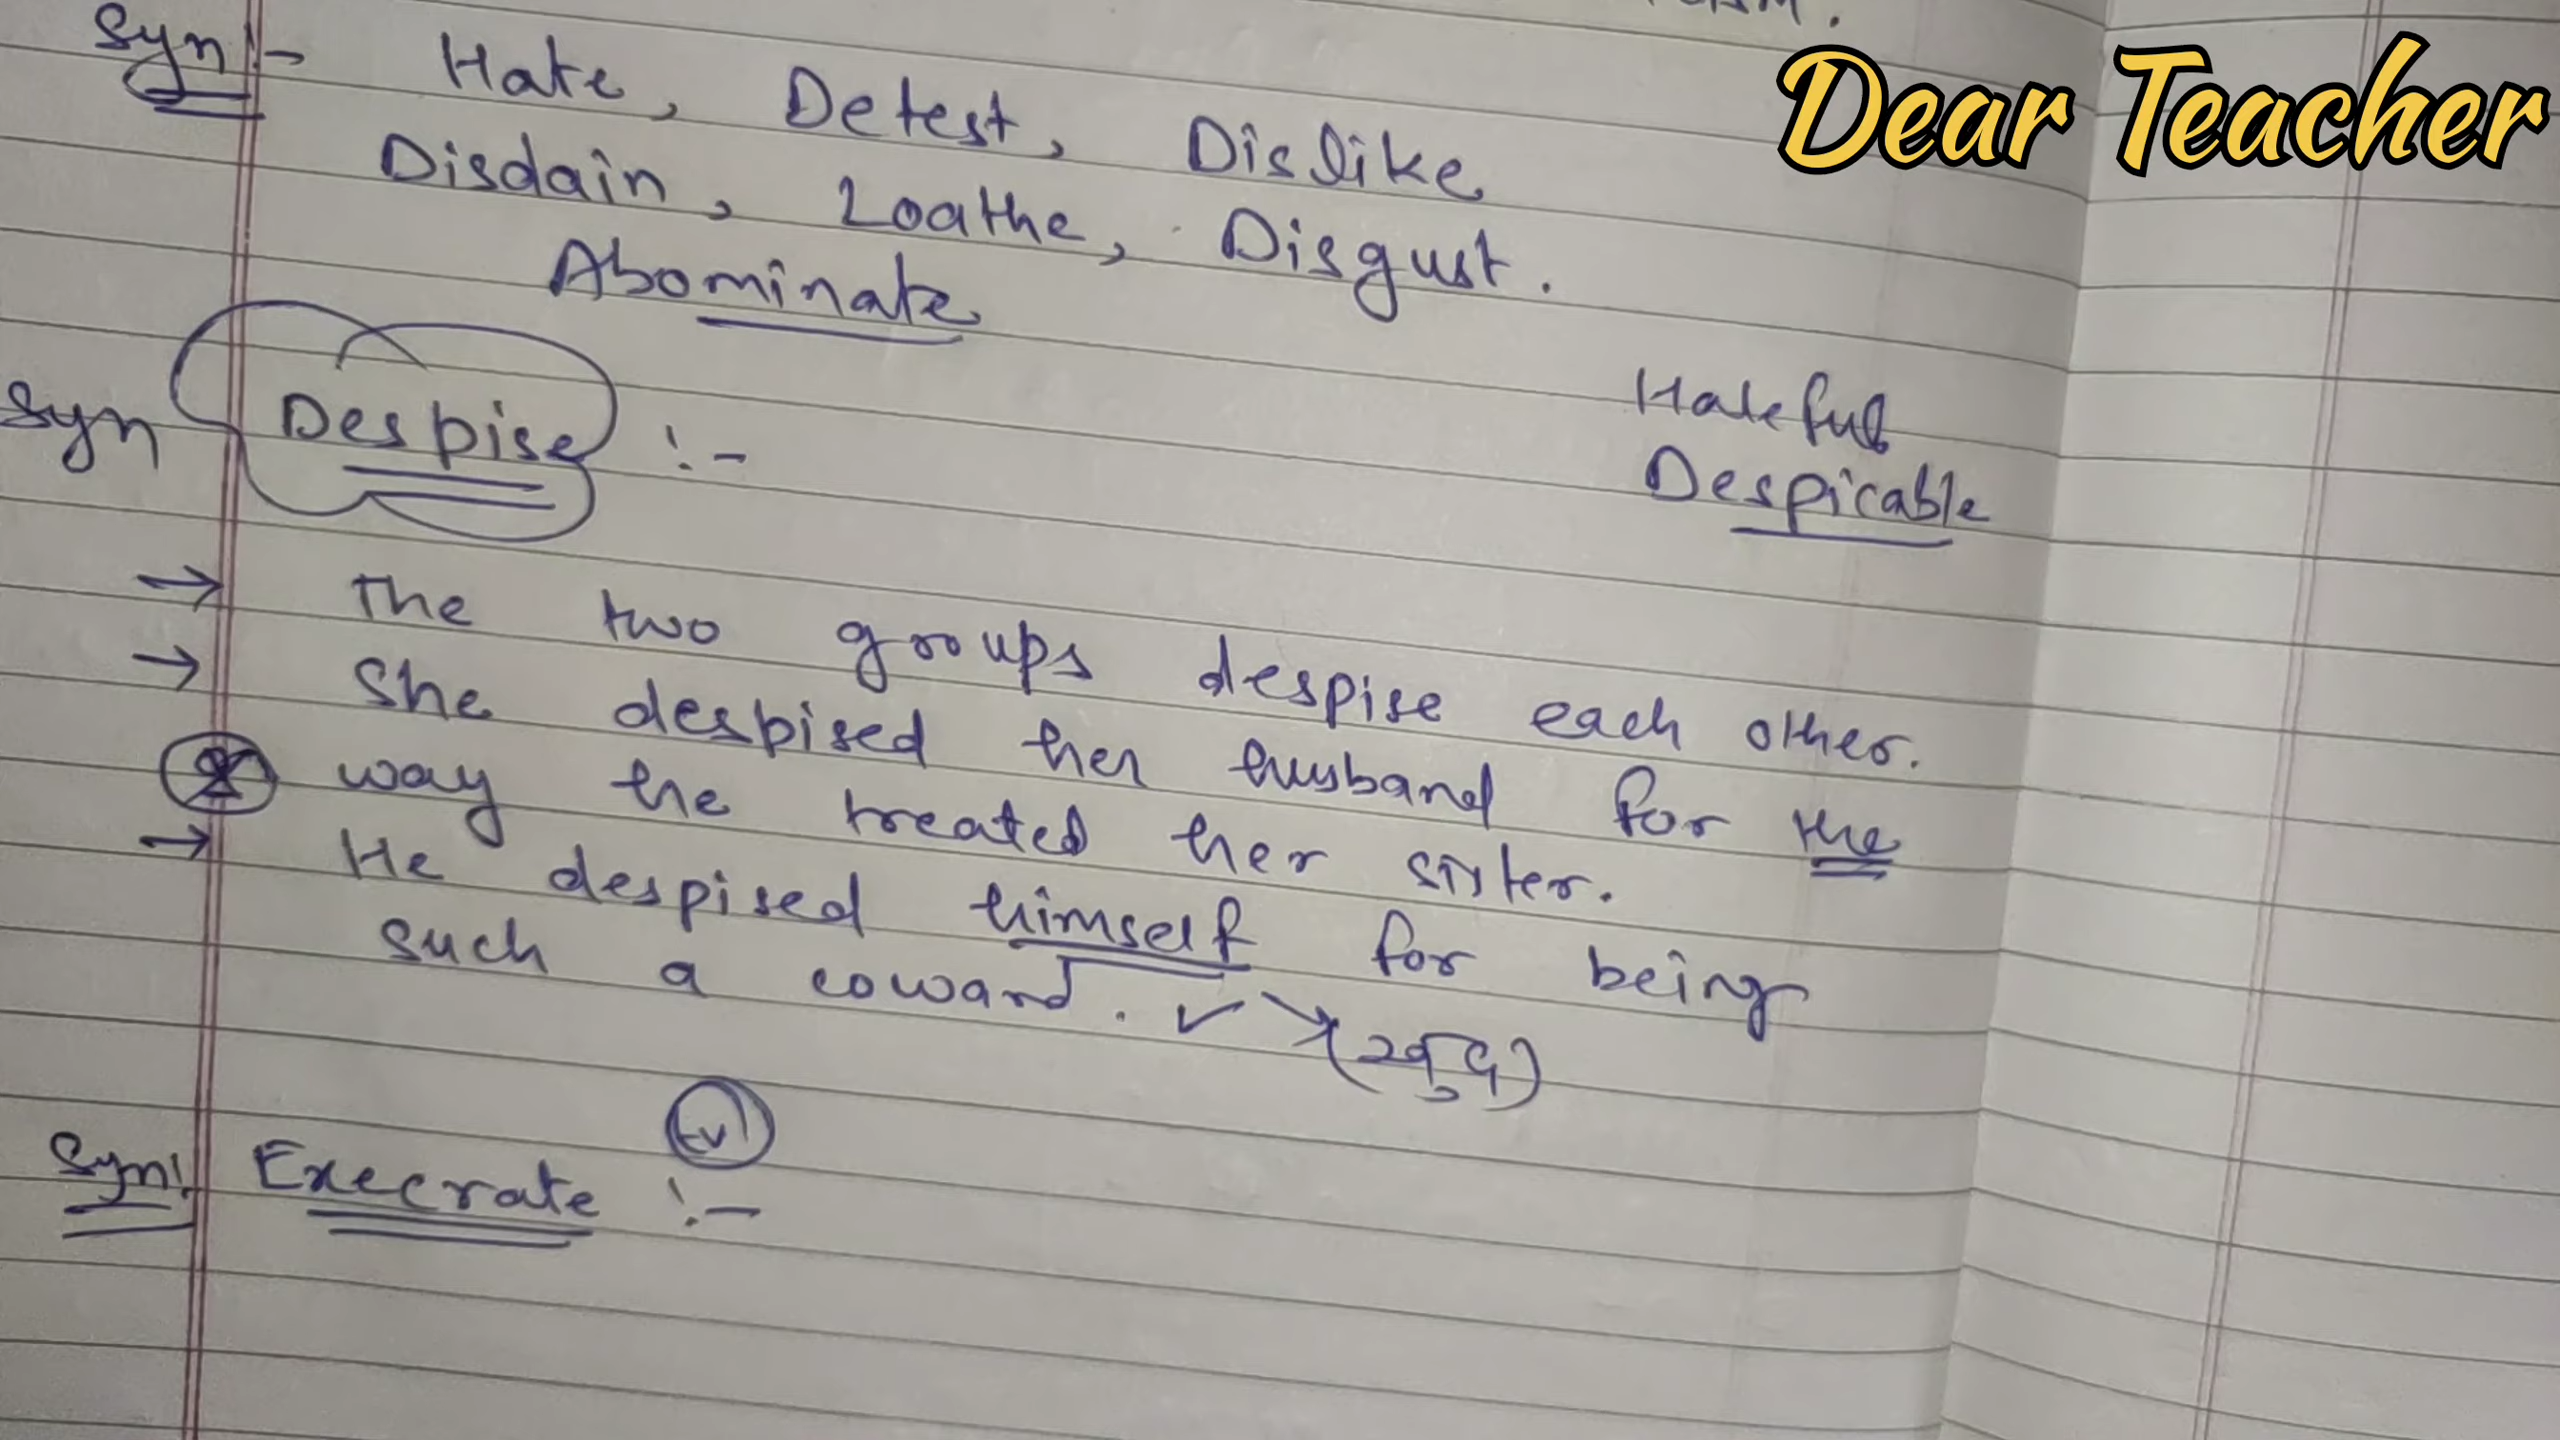 Dear Teacher
Syn:- Hate, Detest, Dislike
Disdain, Loathe, Disgust.
Abominate
Hateful
Syn Despise :-
Despicable
→ The two groups despise each other.
→ She despised her husband for the
way he treated her sister.
→ He despised himself for being
such a coward. ✓ → (खुद)
Syn: Execrate :-